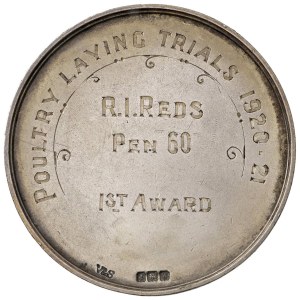 POULTRY LAYING TRIALS 1920-21
R.I. REDS
PEN 60
1ST AWARD